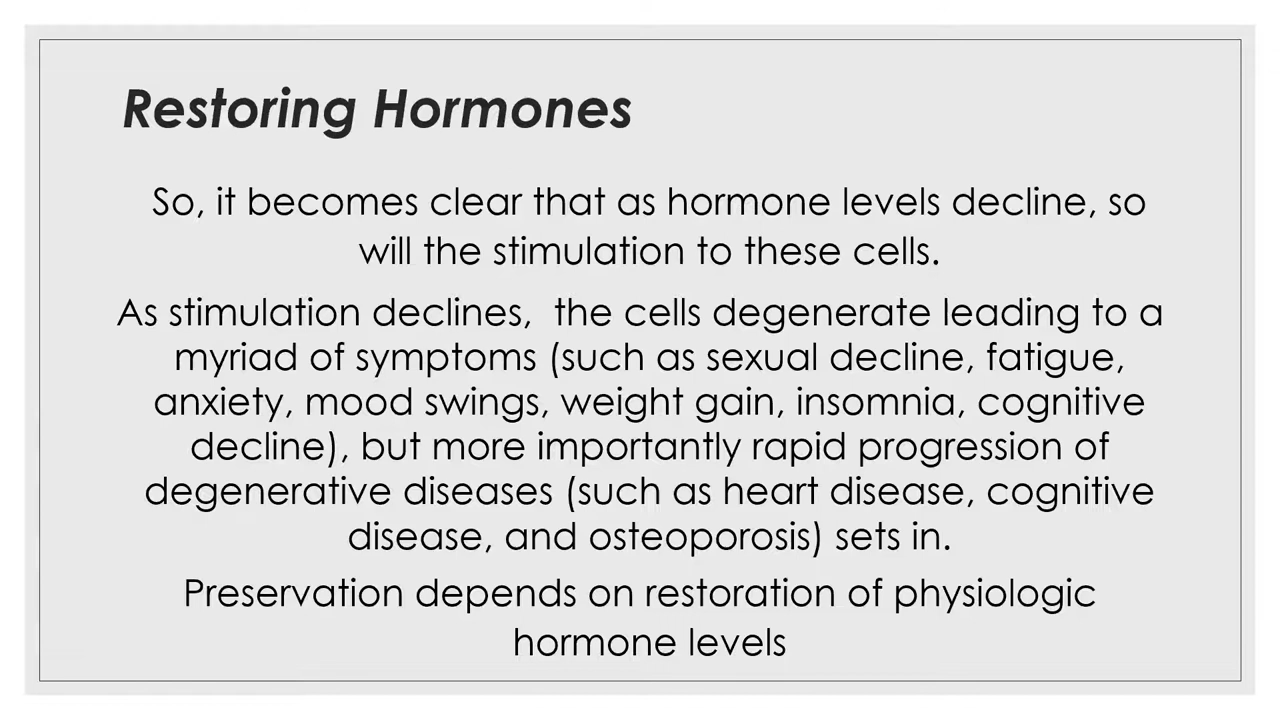 Restoring Hormones
So, it becomes clear that as hormone levels decline, so
will the stimulation to these cells.
As stimulation declines,  the cells degenerate leading to a
myriad of symptoms (such as sexual decline, fatigue,
anxiety, mood swings, weight gain, insomnia, cognitive
decline), but more importantly rapid progression of
degenerative diseases (such as heart disease, cognitive
disease, and osteoporosis) sets in.
Preservation depends on restoration of physiologic
hormone levels